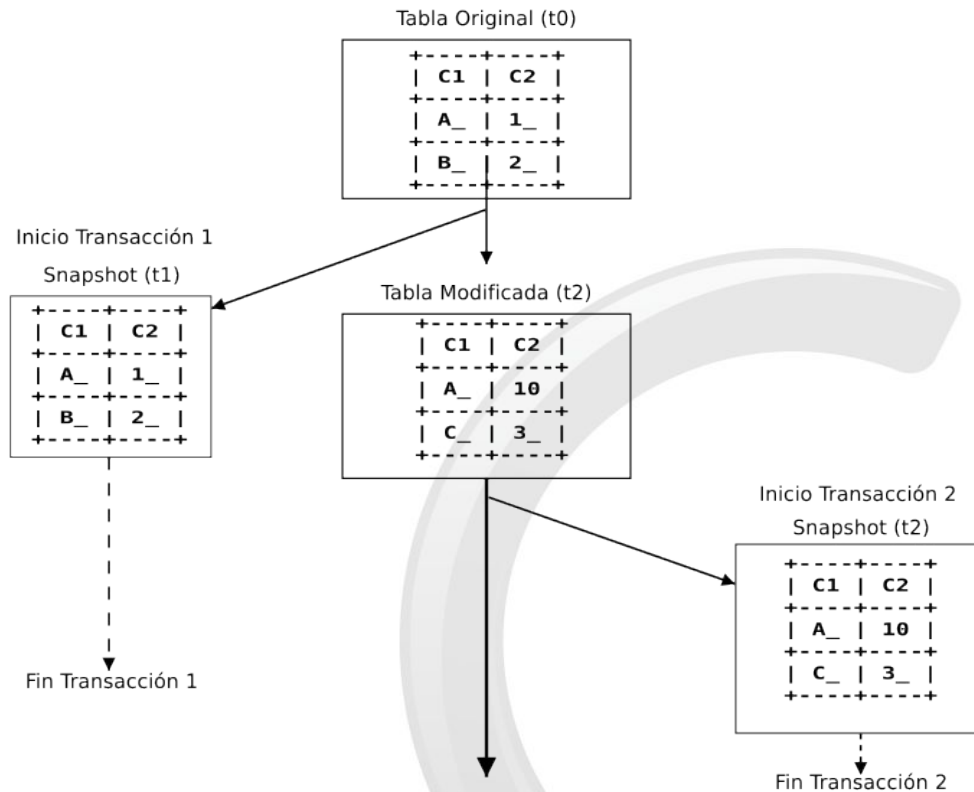 Tabla Original (t0)
+----+----+
| C1 | C2 |
+----+----+
| A_ | 1_ |
+----+----+
| B_ | 2_ |
+----+----+
Inicio Transacción 1
Snapshot (t1)
+----+----+
| C1 | C2 |
+----+----+
| A_ | 1_ |
+----+----+
| B_ | 2_ |
+----+----+
Fin Transacción 1
Tabla Modificada (t2)
+----+----+
| C1 | C2 |
+----+----+
| A_ | 10 |
+----+----+
| C_ | 3_ |
+----+----+
Inicio Transacción 2
Snapshot (t2)
+----+----+
| C1 | C2 |
+----+----+
| A_ | 10 |
+----+----+
| C_ | 3_ |
+----+----+
Fin Transacción 2